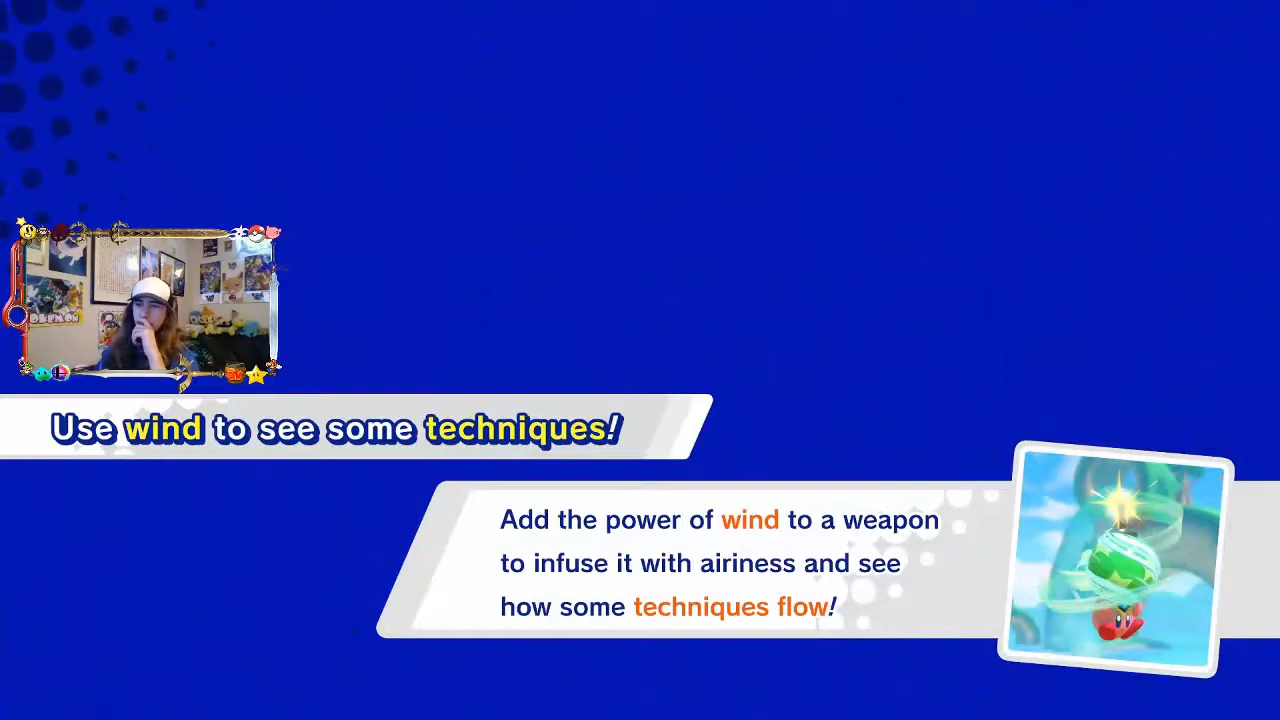 Use wind to see some techniques!
Add the power of wind to a weapon
to infuse it with airiness and see
how some techniques flow!